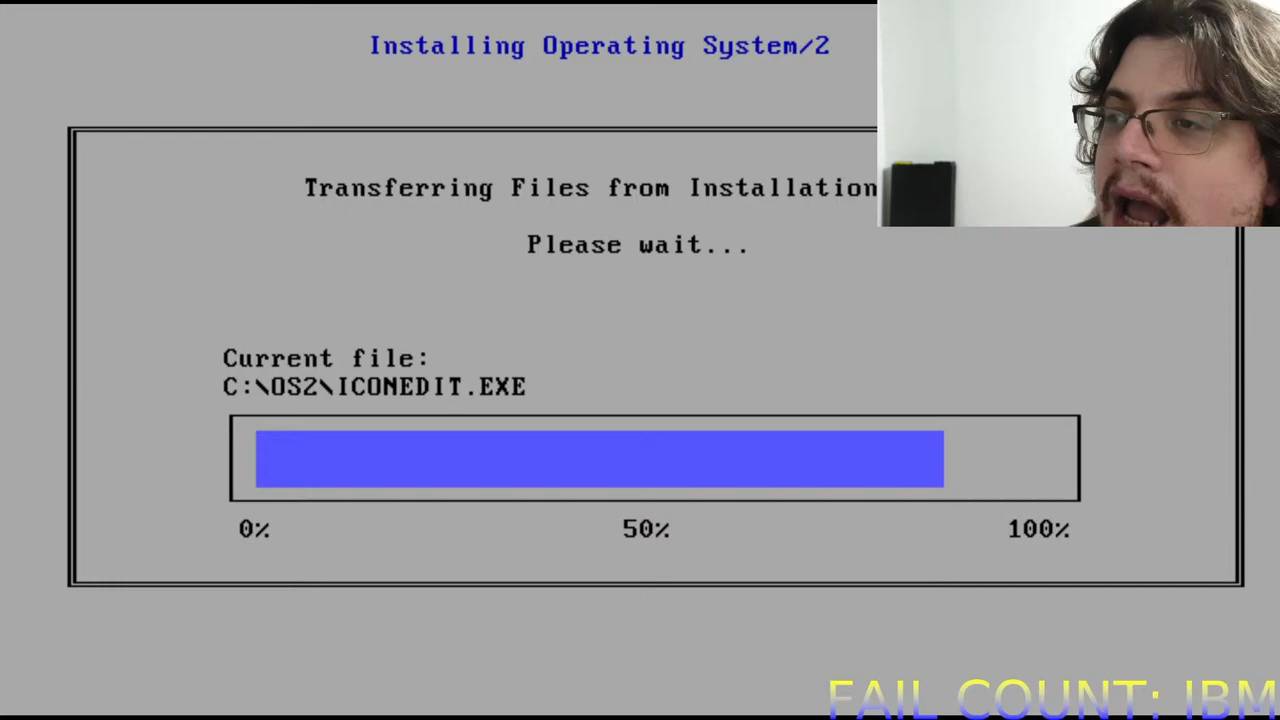 Installing Operating System/2
Transferring Files from Installation
Please wait...
Current file:
C:\OS2\ICONEDIT.EXE
0% 50% 100%
FAIL COUNT: IBM